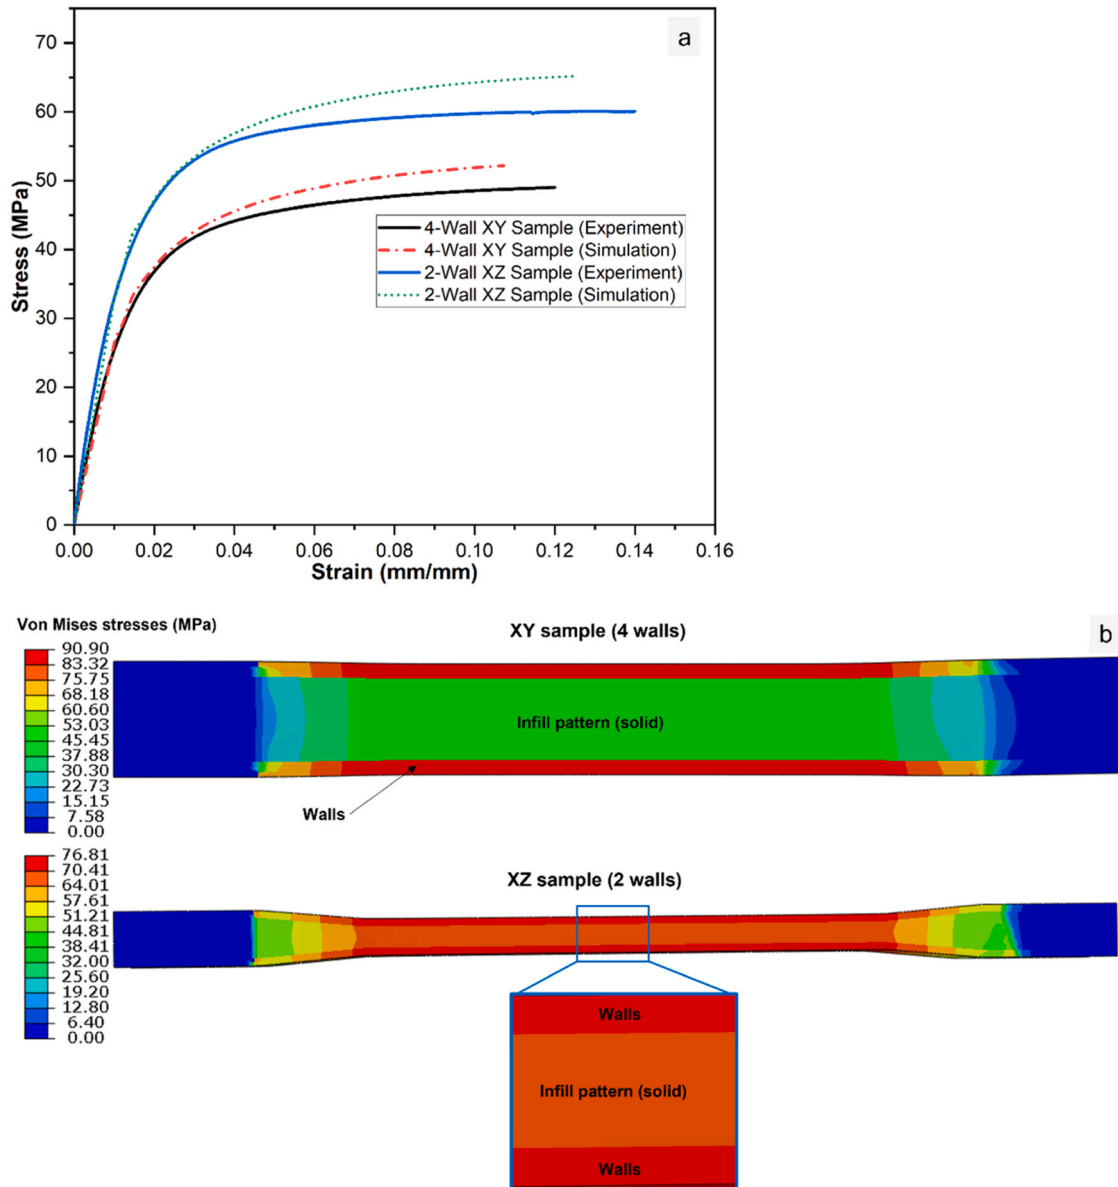 a
70
60
50
40
30
20
10
0
Stress (MPa)
4-Wall XY Sample (Experiment)
4-Wall XY Sample (Simulation)
2-Wall XZ Sample (Experiment)
2-Wall XZ Sample (Simulation)
0.00 0.02 0.04 0.06 0.08 0.10 0.12 0.14 0.16
Strain (mm/mm)
b
Von Mises stresses (MPa)
XY sample (4 walls)
90.90
83.32
75.75
68.18
60.60
53.03
45.45
37.88
30.30
22.73
15.15
7.58
0.00
Infill pattern (solid)
Walls
XZ sample (2 walls)
76.81
70.41
64.01
57.61
51.21
44.81
38.41
32.00
25.60
19.20
12.80
6.40
0.00
Walls
Infill pattern (solid)
Walls